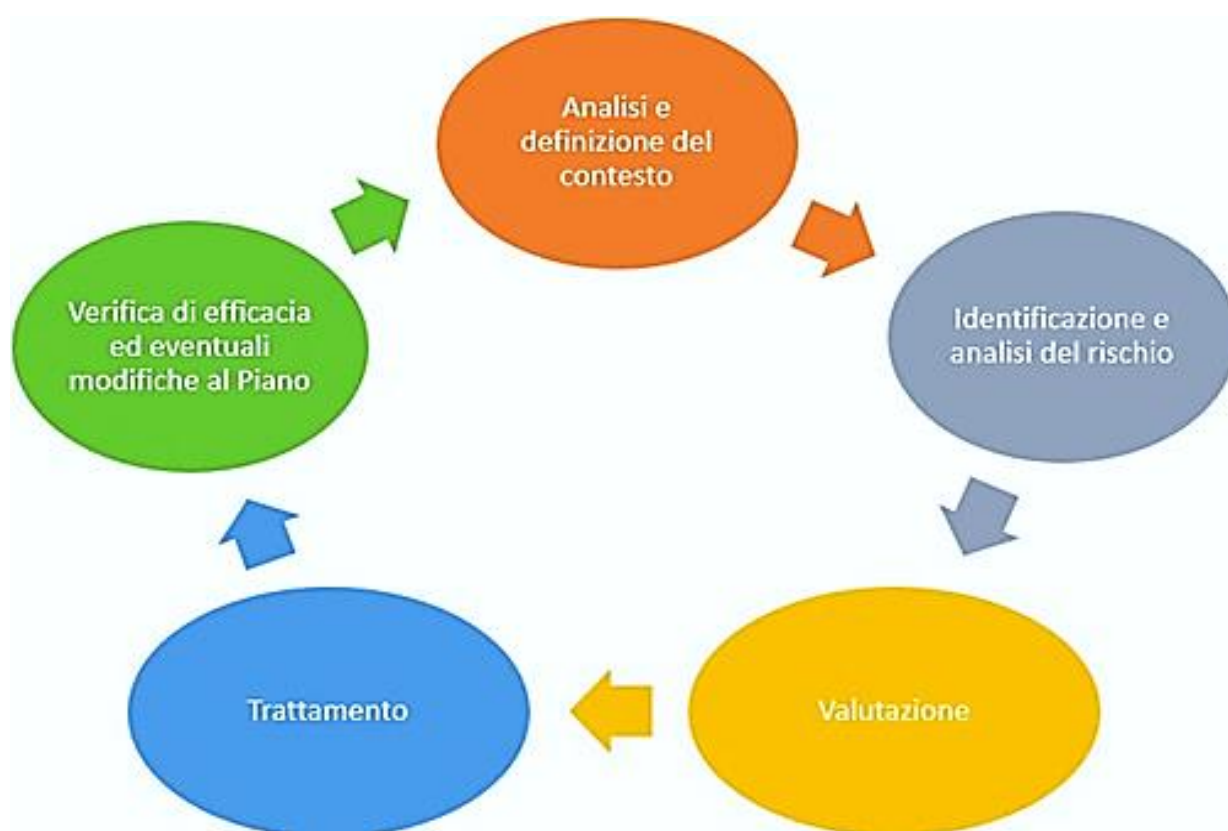 Analisi e
definizione del
contesto
Identificazione e
analisi del rischio
Valutazione
Trattamento
Verifica di efficacia
ed eventuali
modifiche al Piano